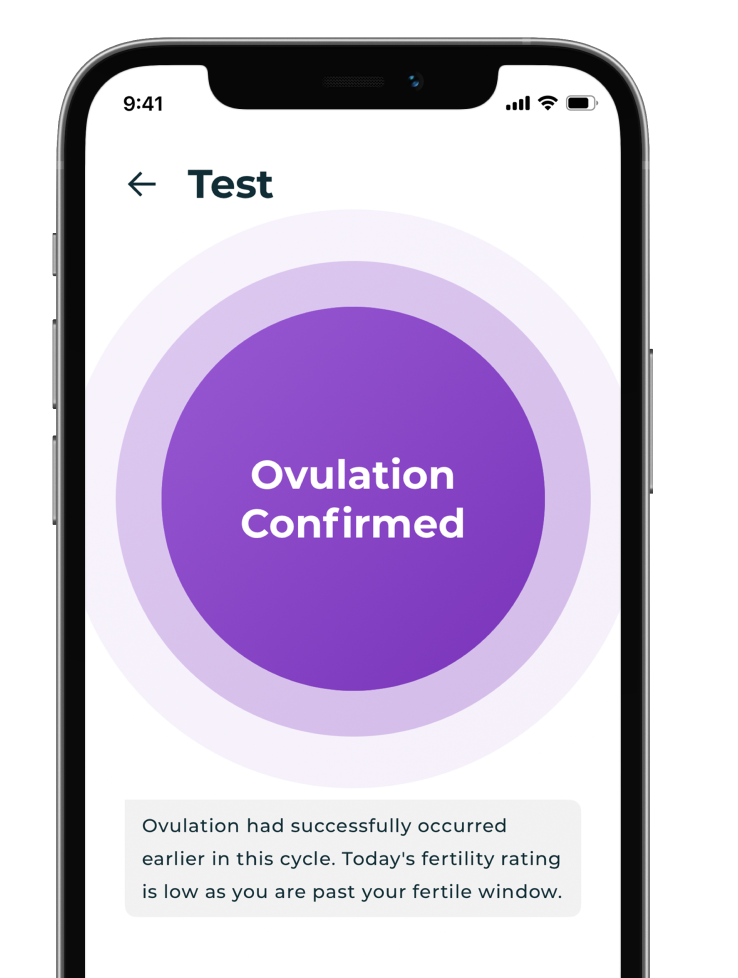 9:41
Test
Ovulation
Confirmed
Ovulation had successfully occurred
earlier in this cycle. Today's fertility rating
is low as you are past your fertile window.